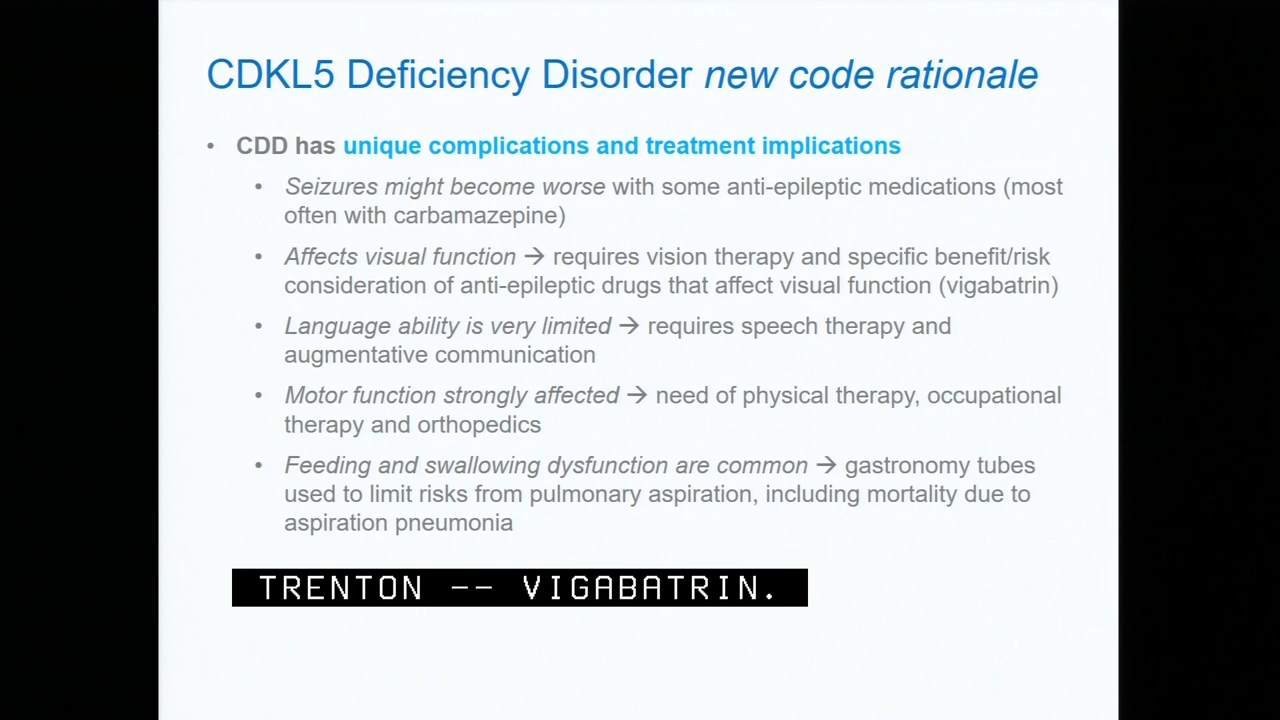 CDKL5 Deficiency Disorder new code rationale
• CDD has unique complications and treatment implications
• Seizures might become worse with some anti-epileptic medications (most
often with carbamazepine)
• Affects visual function → requires vision therapy and specific benefit/risk
consideration of anti-epileptic drugs that affect visual function (vigabatrin)
• Language ability is very limited → requires speech therapy and
augmentative communication
• Motor function strongly affected → need of physical therapy, occupational
therapy and orthopedics
• Feeding and swallowing dysfunction are common → gastronomy tubes
used to limit risks from pulmonary aspiration, including mortality due to
aspiration pneumonia
TRENTON -- VIGABATRIN.